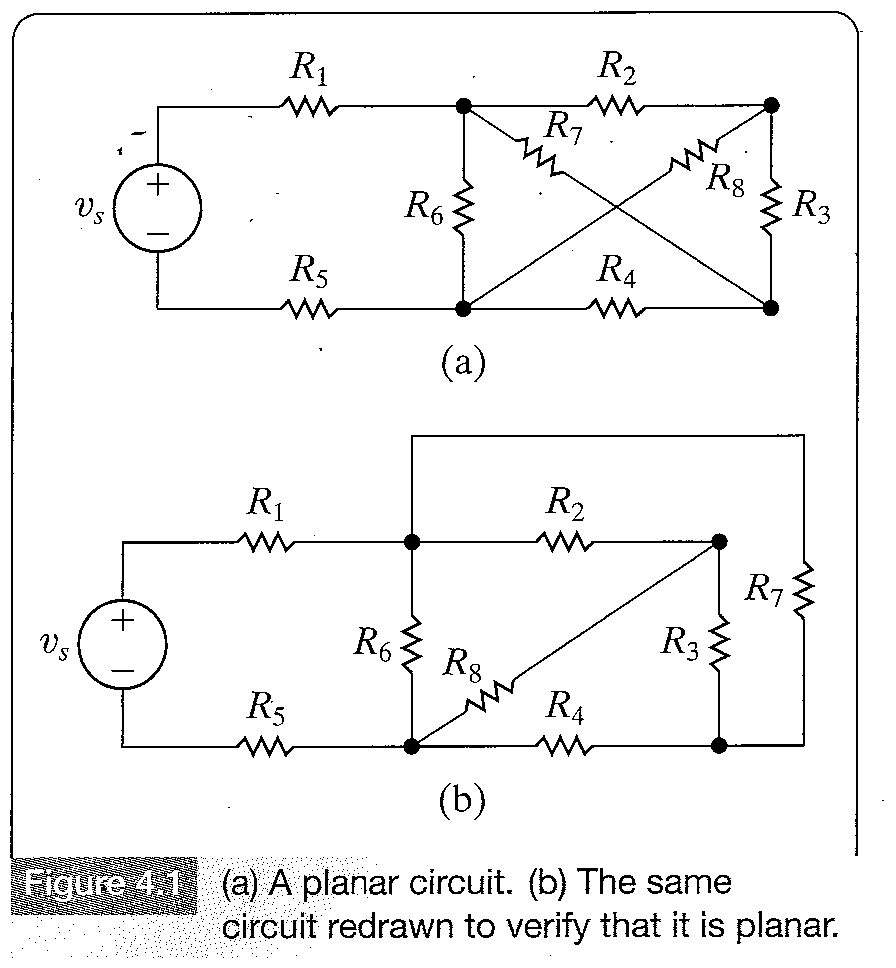 R1 R2
R7
+ R8
vs R6 R3
−
R5 R4
(a)
R1 R2
R7
+
vs R6 R8 R3
−
R5 R4
(b)
Figure 4.1 (a) A planar circuit. (b) The same
circuit redrawn to verify that it is planar.